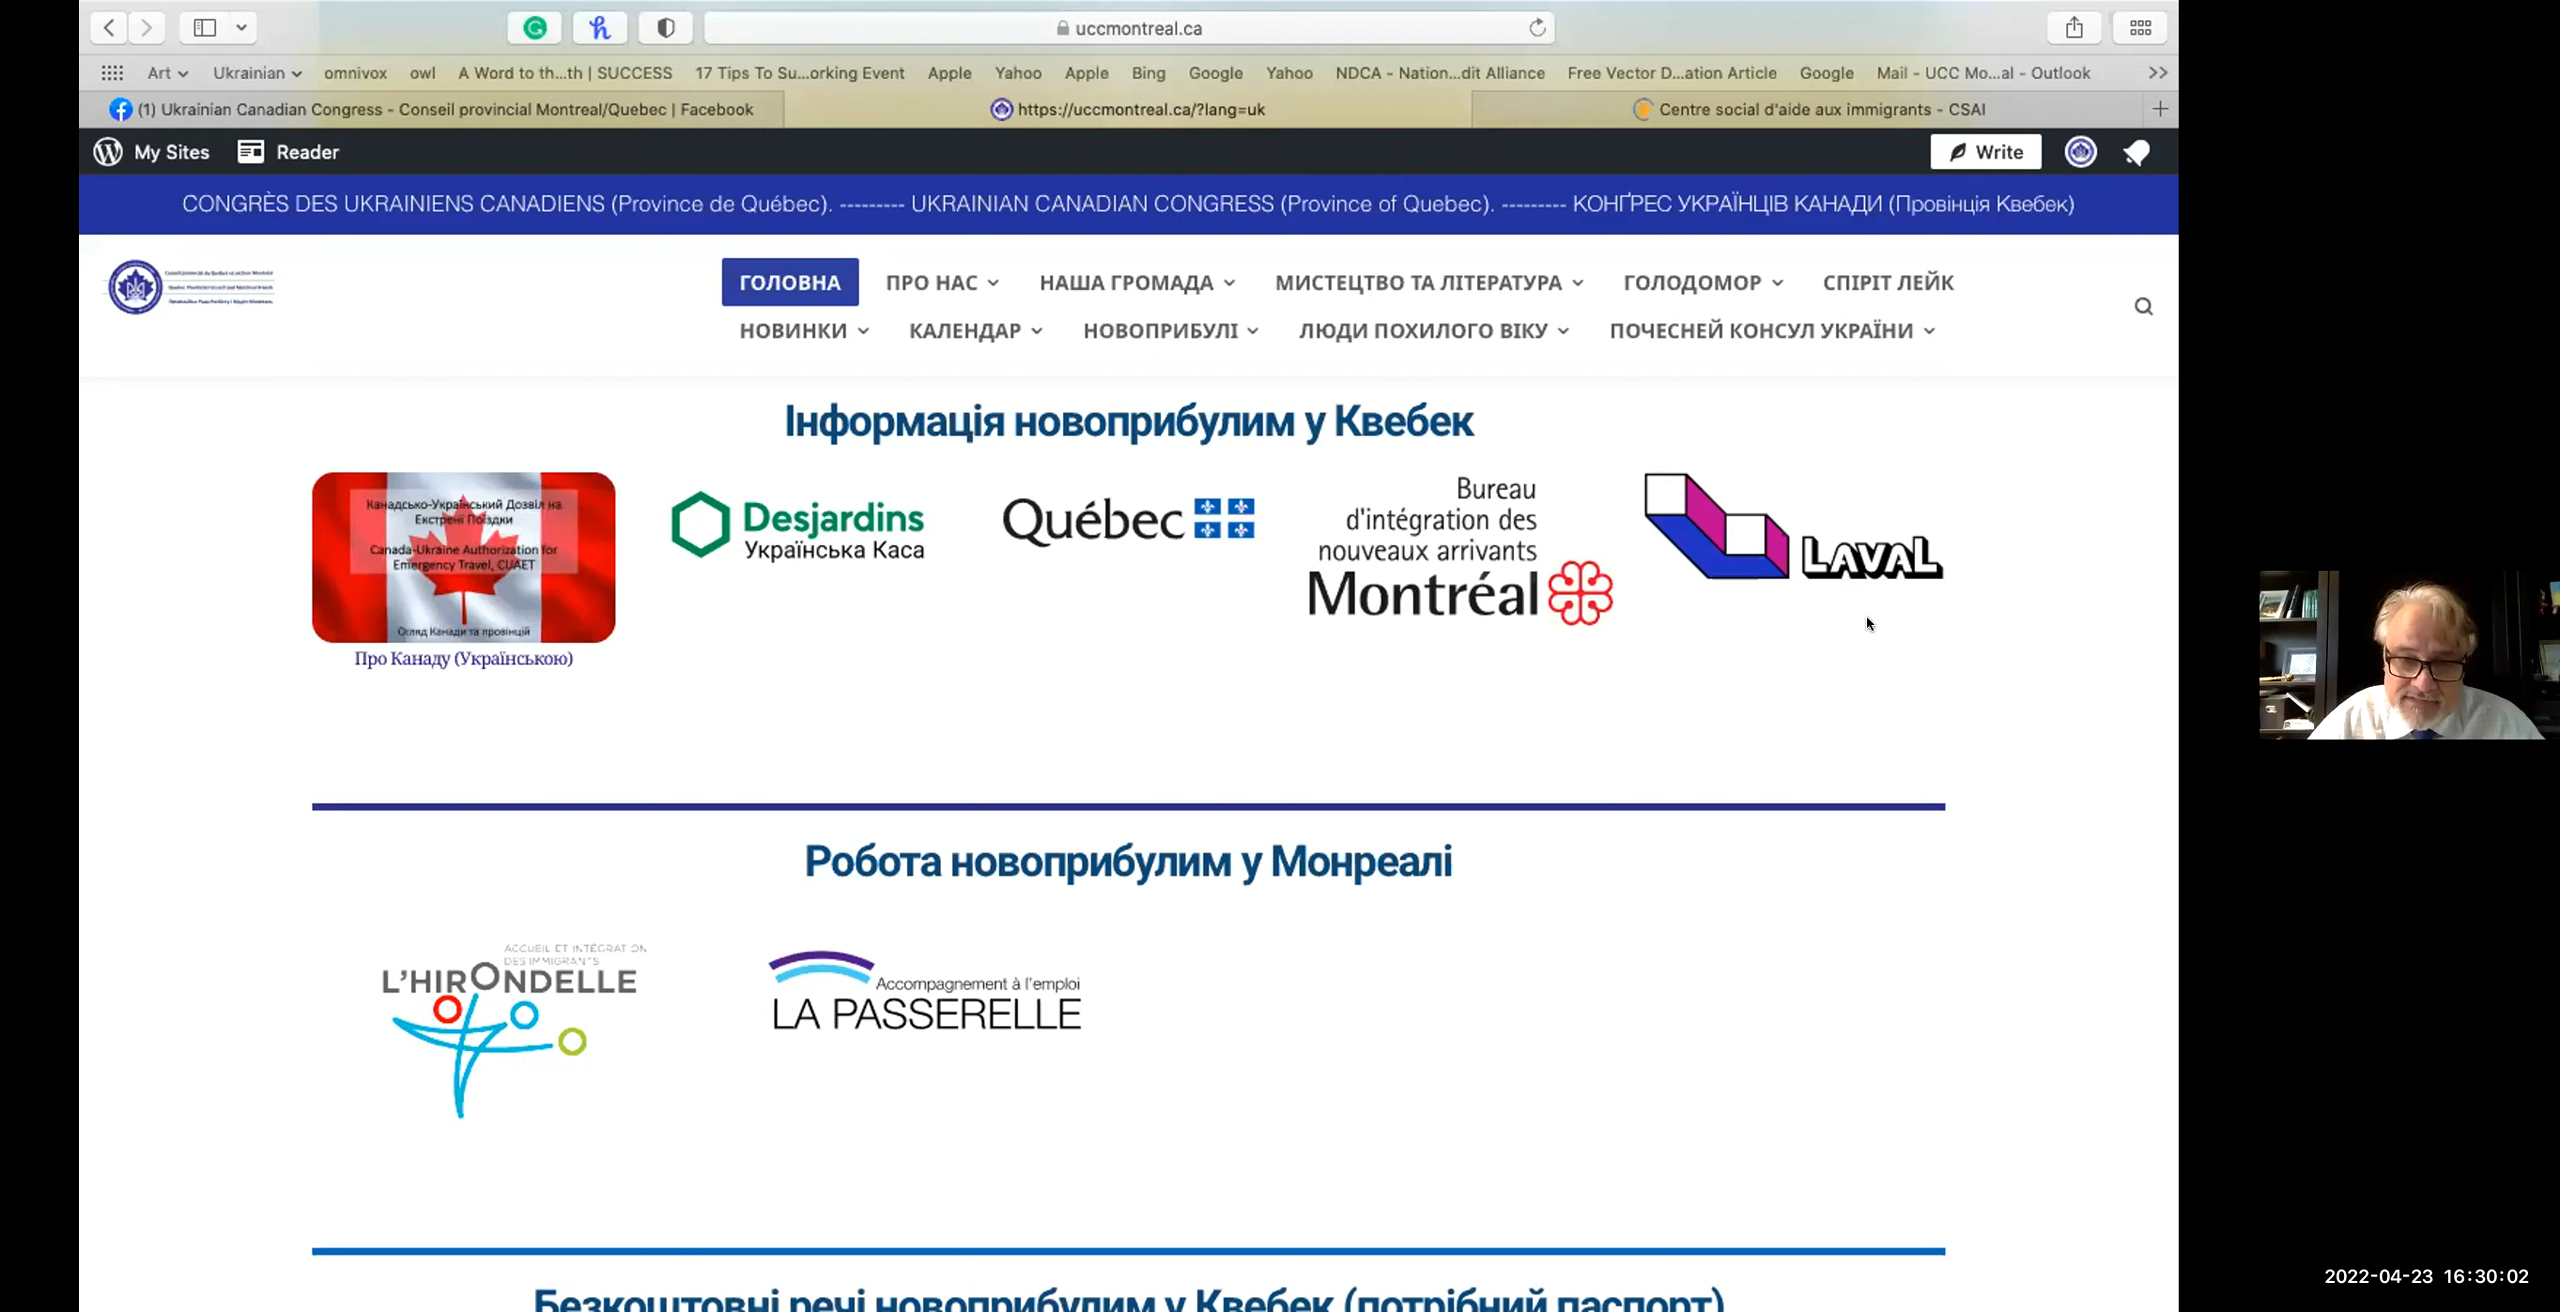 uccmontreal.ca
Art Ukrainian omnivox owl A Word to th...th | SUCCESS 17 Tips To Su...orking Event Apple Yahoo Apple Bing Google Yahoo NDCA - Nation...dit Alliance Free Vector D...ation Article Google Mail - UCC Mo...al - Outlook >>
(1) Ukrainian Canadian Congress - Conseil provincial Montreal/Quebec | Facebook https://uccmontreal.ca/?lang=uk Centre social d'aide aux immigrants - CSAI
My Sites Reader Write
CONGRÈS DES UKRAINIENS CANADIENS (Province de Québec). --------- UKRAINIAN CANADIAN CONGRESS (Province of Quebec). --------- КОНҐРЕС УКРАЇНЦІВ КАНАДИ (Провінція Квебек)
ГОЛОВНА ПРО НАС НАША ГРОМАДА МИСТЕЦТВО ТА ЛІТЕРАТУРА ГОЛОДОМОР СПІРІТ ЛЕЙК
НОВИНКИ КАЛЕНДАР НОВОПРИБУЛІ ЛЮДИ ПОХИЛОГО ВІКУ ПОЧЕСНЕЙ КОНСУЛ УКРАЇНИ
Інформація новоприбулим у Квебек
Канадсько-Український Дозвіл на
Екстрені Поїздки
Canada-Ukraine Authorization for
Emergency Travel, CUAET
Огляд Канади та провінцій
Про Канаду (Українською)
Desjardins
Українська Каса
Québec
Bureau
d'intégration des
nouveaux arrivants
Montréal
LAVAL
Робота новоприбулим у Монреалі
ACCUEIL ET INTÉGRATION
DES IMMIGRANTS
L'HIRONDELLE
Accompagnement à l'emploi
LA PASSERELLE
Безкоштовні речі новоприбулим у Квебек (потрібний паспорт)
2022-04-23 16:30:02